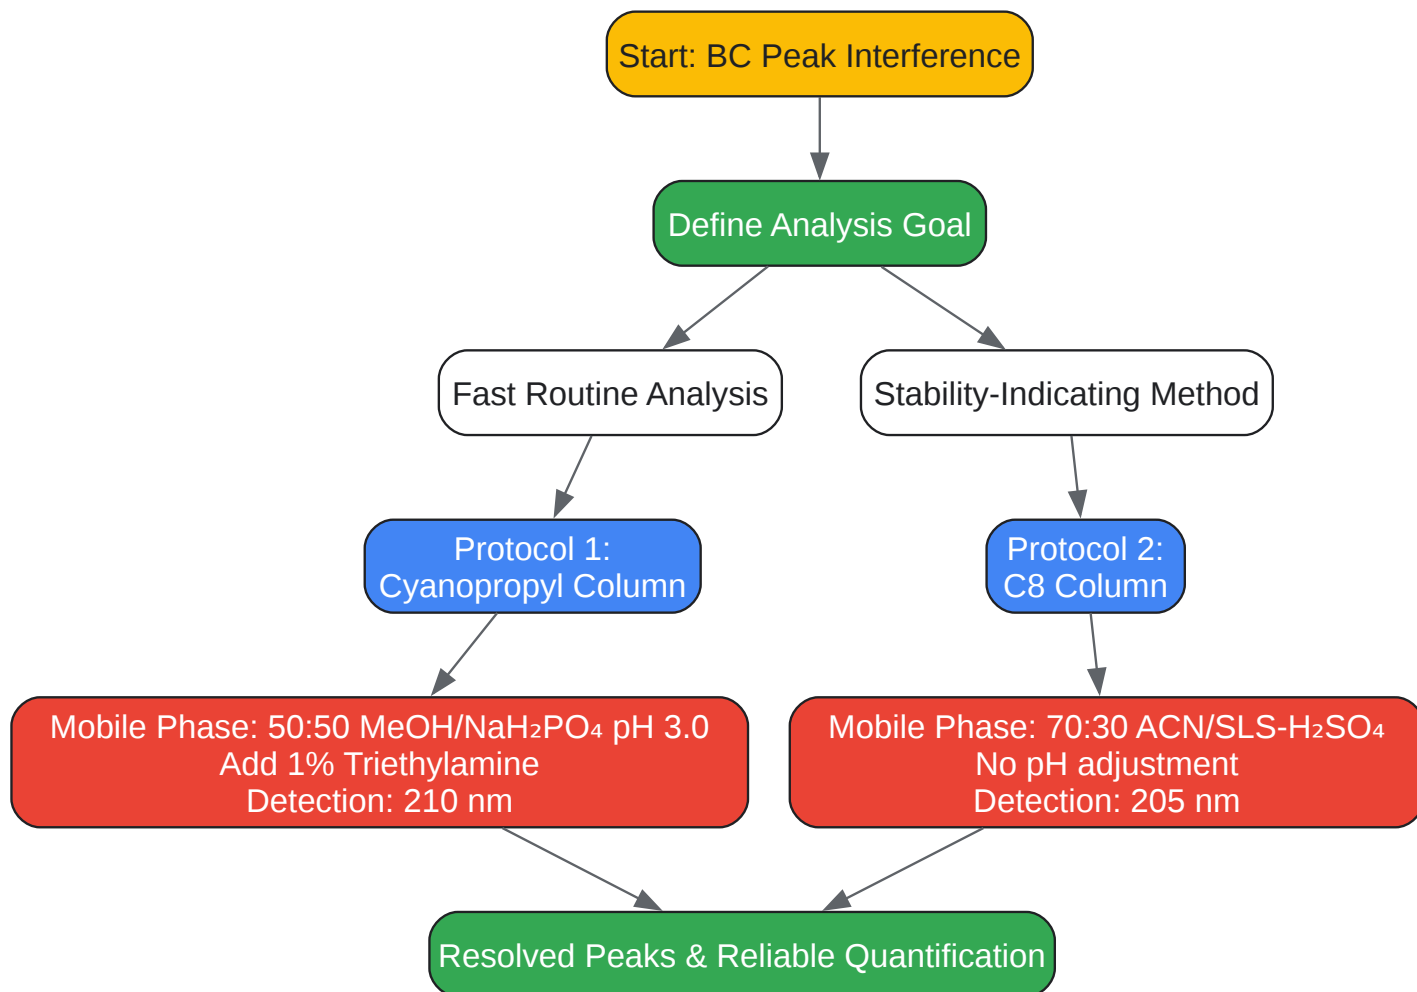 Start: BC Peak Interference
Define Analysis Goal
Fast Routine Analysis
Stability-Indicating Method
Protocol 1:
Cyanopropyl Column
Protocol 2:
C8 Column
Mobile Phase: 50:50 MeOH/NaH₂PO₄ pH 3.0
Add 1% Triethylamine
Detection: 210 nm
Mobile Phase: 70:30 ACN/SLS-H₂SO₄
No pH adjustment
Detection: 205 nm
Resolved Peaks & Reliable Quantification